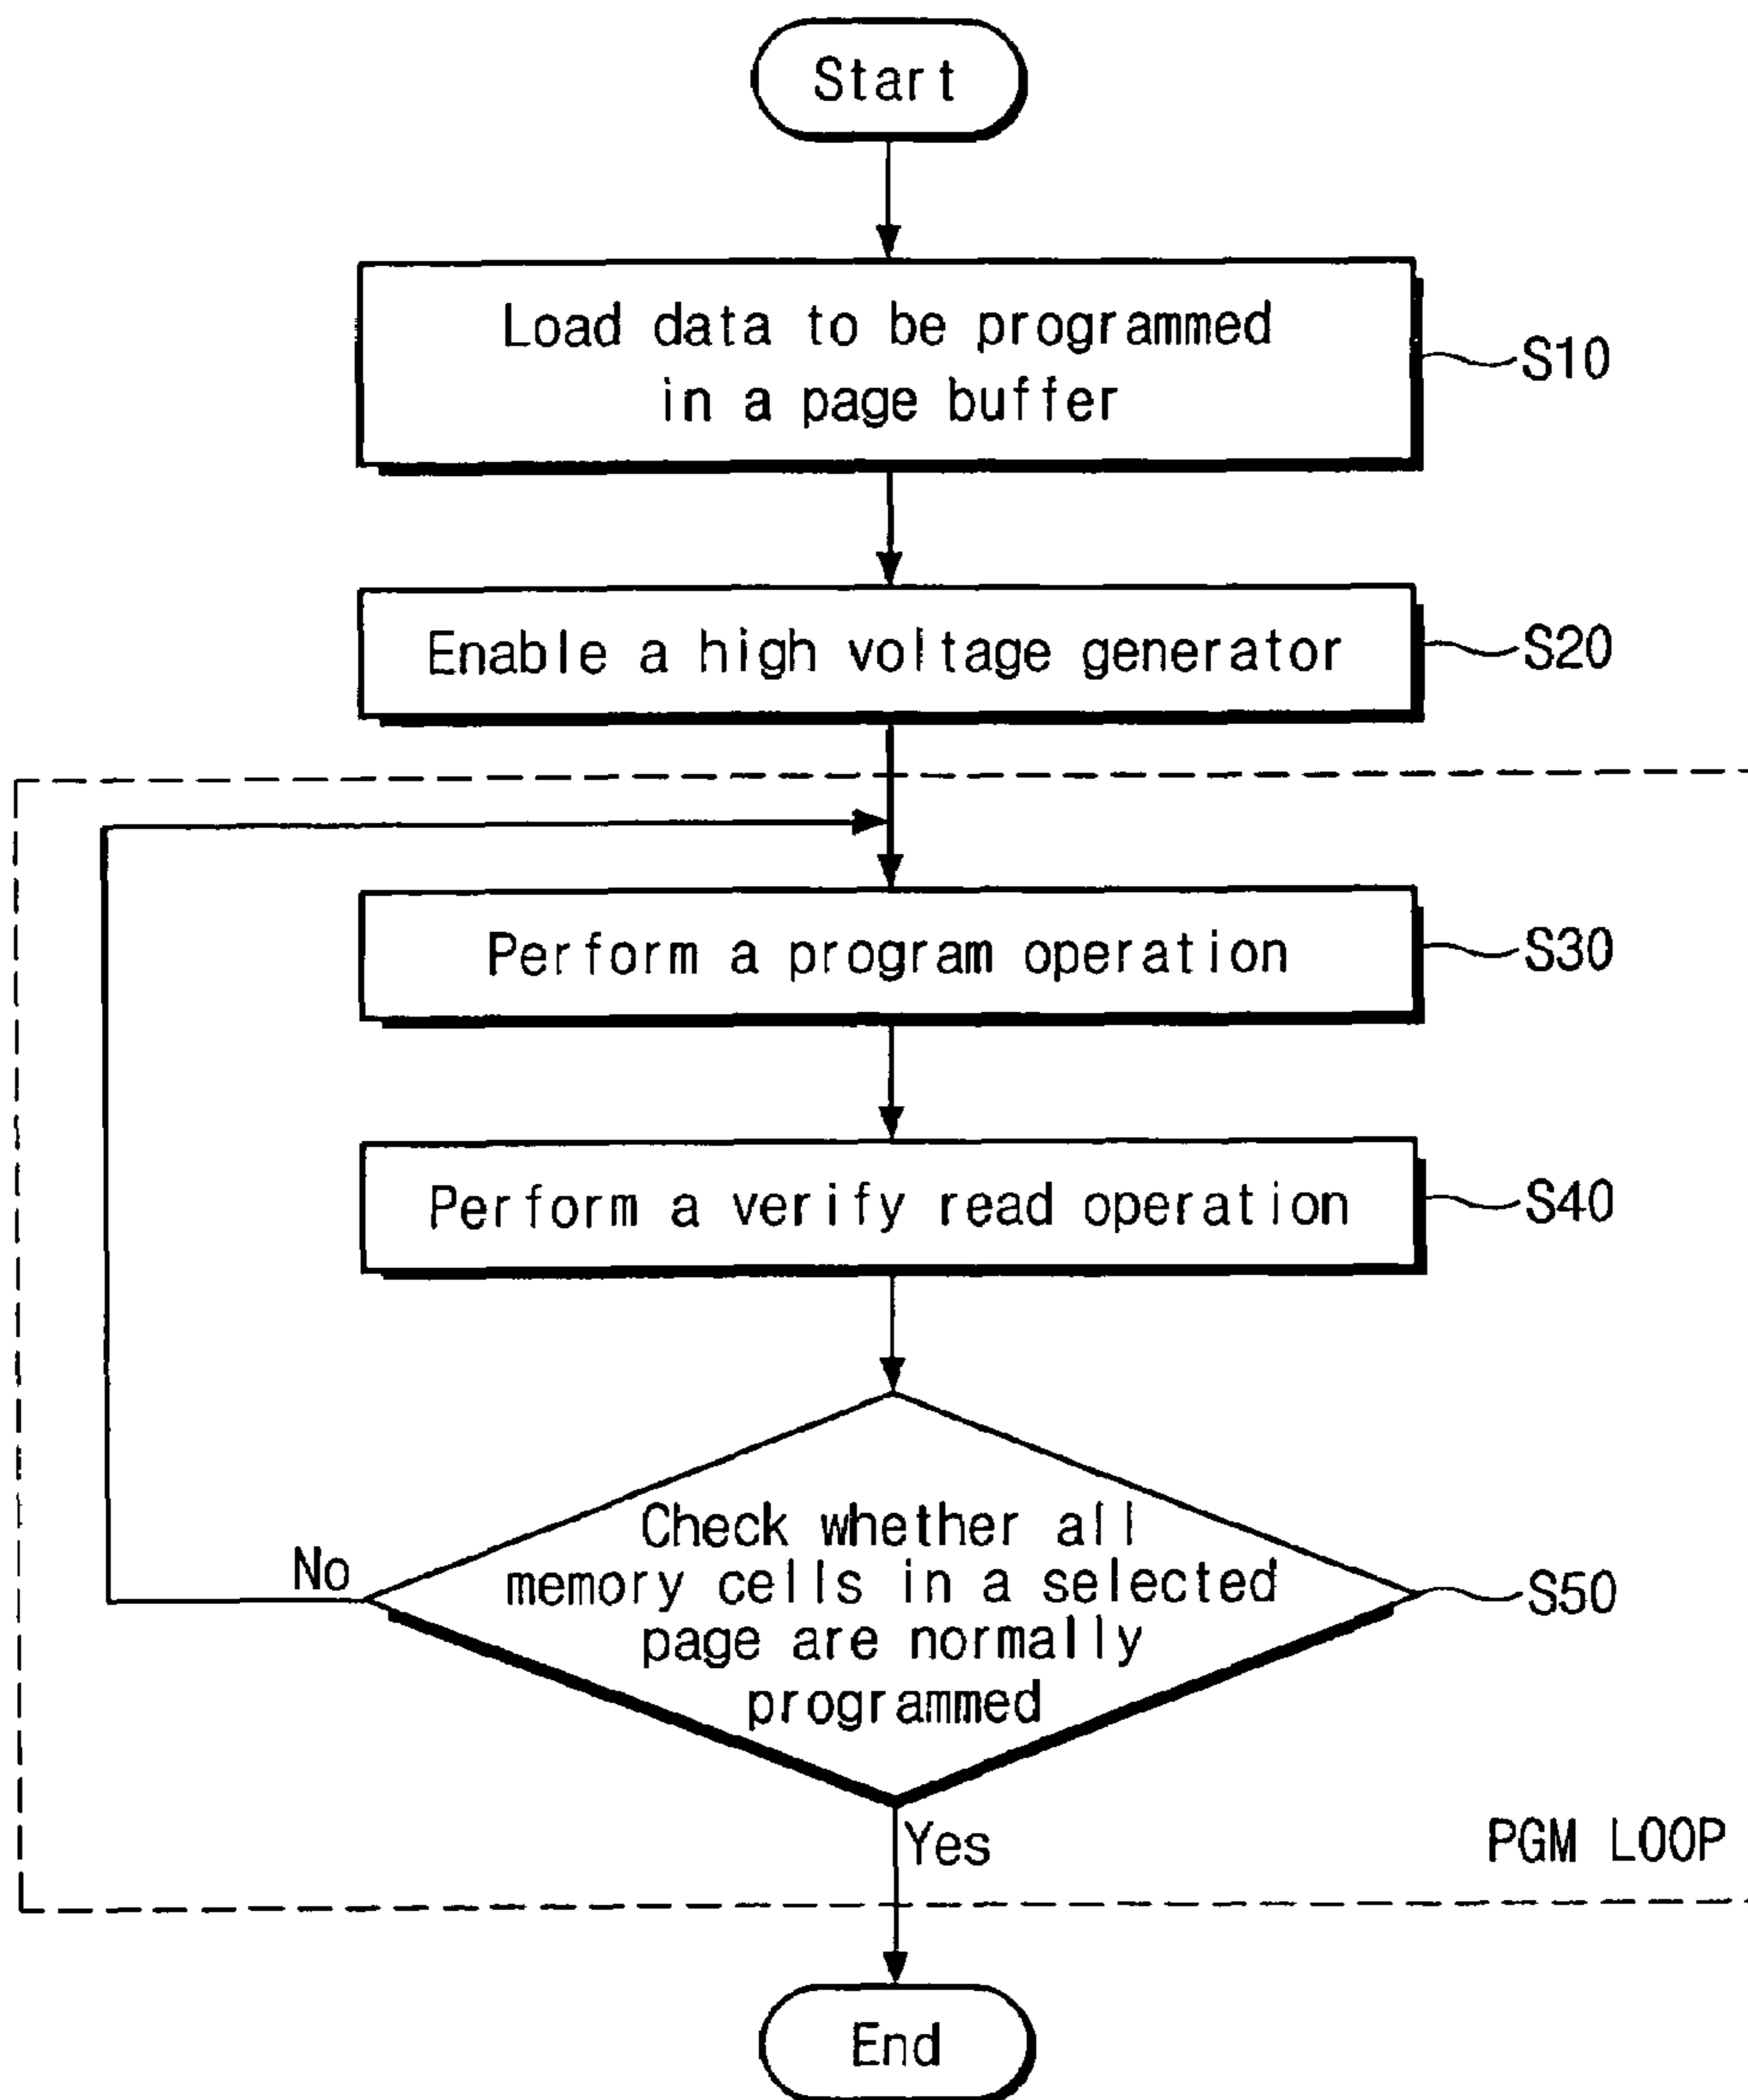 Start
Load data to be programmed
in a page buffer
S10
Enable a high voltage generator
S20
Perform a program operation
S30
Perform a verify read operation
S40
Check whether all
memory cells in a selected
page are normally
programmed
S50
No
Yes
PGM LOOP
End